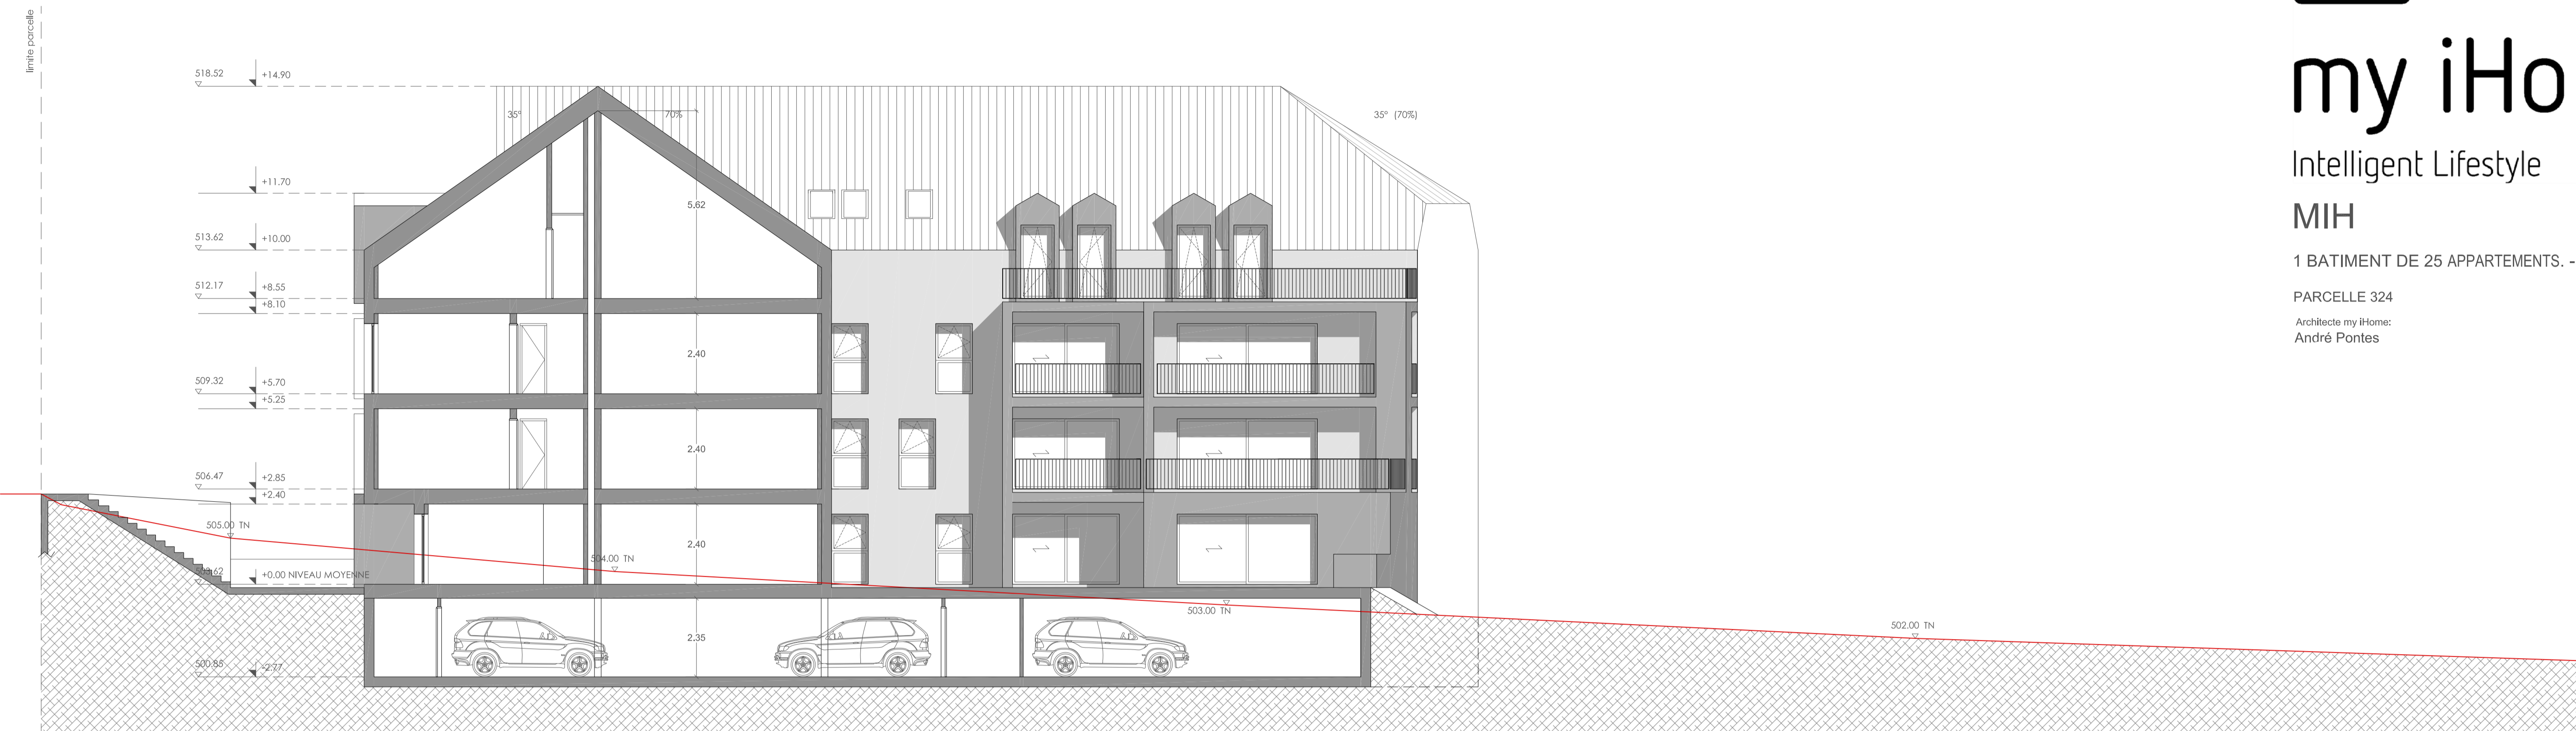 limite parcelle
518.52 +14.90
35° 70% 35° (70%)
+11.70
5.62
513.62 +10.00
512.17 +8.55
+8.10
2.40
509.32 +5.70
+5.25
2.40
506.47 +2.85
+2.40
505.00 TN
2.40
504.00 TN
503.62 +0.00 NIVEAU MOYENNE
503.00 TN
502.00 TN
2.35
500.85 -2.77
my iHo
Intelligent Lifestyle
MIH
1 BATIMENT DE 25 APPARTEMENTS. -
PARCELLE 324
Architecte my iHome:
André Pontes